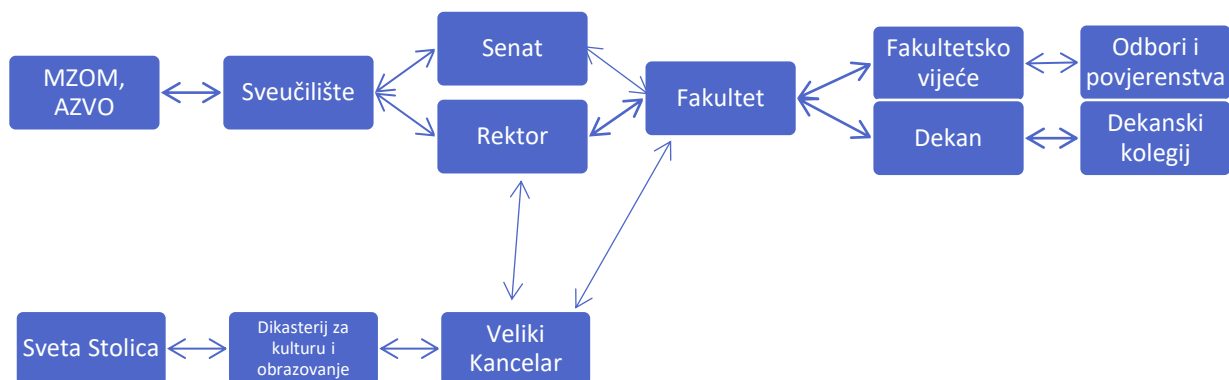 MZOM,
AZVO
Sveučilište
Senat
Rektor
Fakultet
Fakultetsko
vijeće
Dekan
Odbori i
povjerenstva
Dekanski
kolegij
Sveta Stolica
Dikasterij za
kulturu i
obrazovanje
Veliki
Kancelar